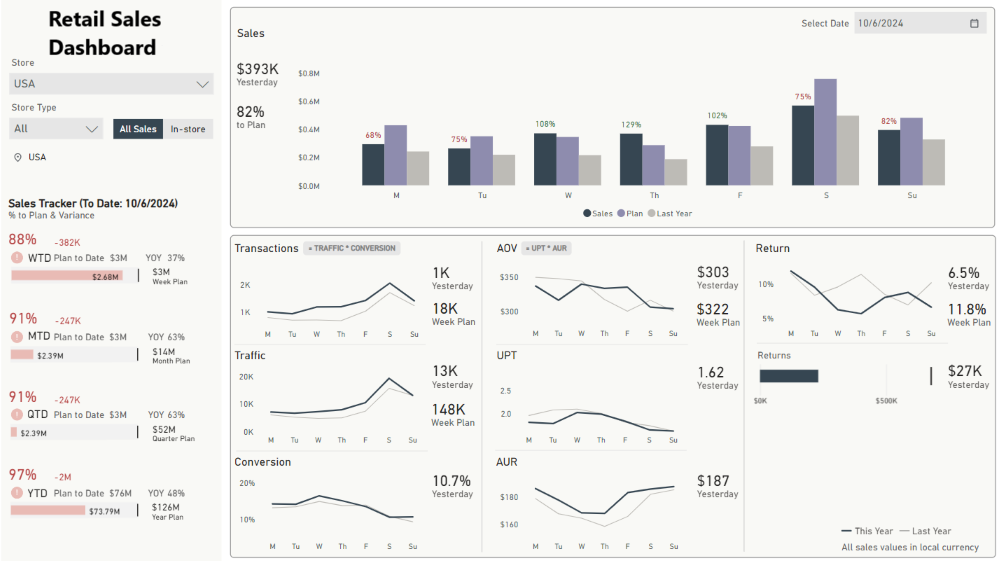 Retail Sales
Dashboard
Store
USA
Store Type
All
All Sales
In-store
USA
Sales Tracker (To Date: 10/6/2024)
% to Plan & Variance
88% -382K
! WTD Plan to Date $3M YOY 37%
$2.68M
$3M
Week Plan
91% -247K
! MTD Plan to Date $3M YOY 63%
$2.39M
$14M
Month Plan
91% -247K
! QTD Plan to Date $3M YOY 63%
$2.39M
$52M
Quarter Plan
97% -2M
! YTD Plan to Date $76M YOY 48%
$73.79M
$126M
Year Plan
Select Date 10/6/2024
Sales
$393K
Yesterday
82%
to Plan
$0.8M
$0.6M
$0.4M
$0.2M
$0.0M
68% 75% 108% 129% 102% 75% 82%
M Tu W Th F S Su
Sales Plan Last Year
Transactions = TRAFFIC * CONVERSION
2K
1K
M Tu W Th F S Su
1K
Yesterday
18K
Week Plan
Traffic
20K
10K
0K
M Tu W Th F S Su
13K
Yesterday
148K
Week Plan
Conversion
20%
10%
M Tu W Th F S Su
10.7%
Yesterday
AOV = UPT * AUR
$350
$300
M Tu W Th F S Su
$303
Yesterday
$322
Week Plan
UPT
2.5
2.0
M Tu W Th F S Su
1.62
Yesterday
AUR
$180
$160
M Tu W Th F S Su
$187
Yesterday
Return
10%
5%
M Tu W Th F S Su
6.5%
Yesterday
11.8%
Week Plan
Returns
$0K $500K
$27K
Yesterday
This Year Last Year
All sales values in local currency